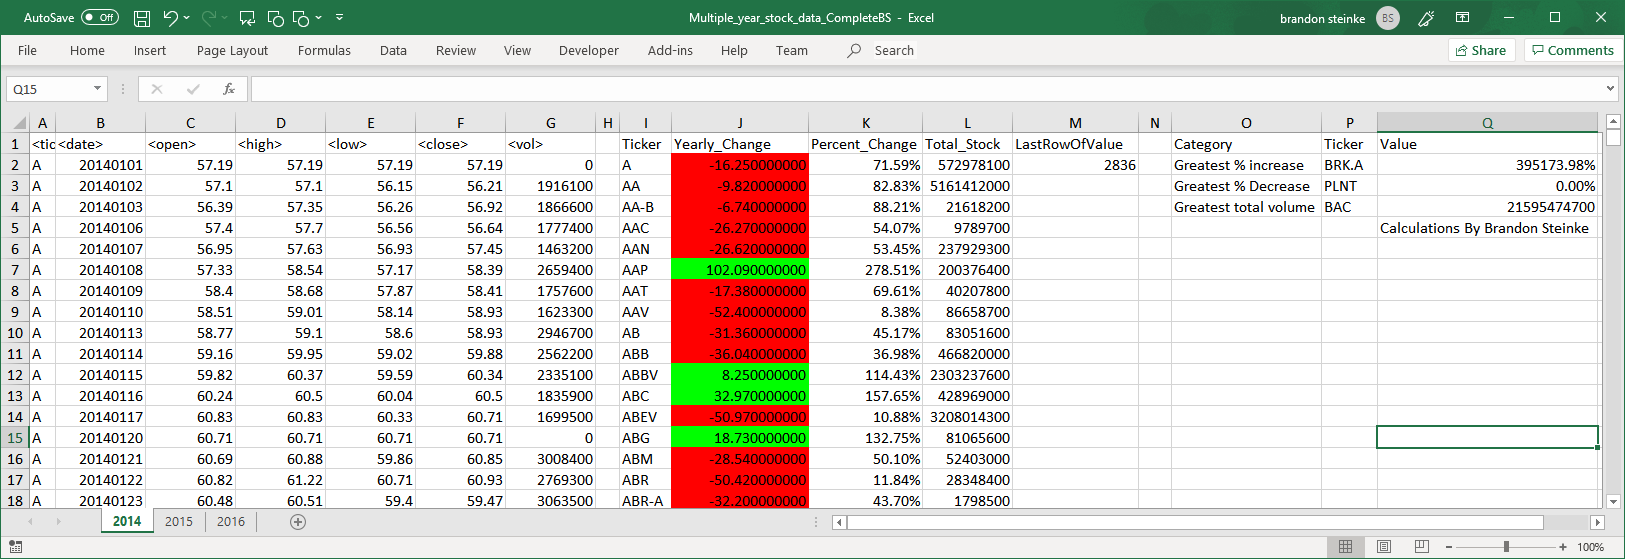 AutoSave Off Multiple_year_stock_data_CompleteBS - Excel brandon steinke BS
File Home Insert Page Layout Formulas Data Review View Developer Add-ins Help Team Search Share Comments
Q15 fx
A B C D E F G H I J K L M N O P Q
1 <tic <date> <open> <high> <low> <close> <vol> Ticker Yearly_Change Percent_Change Total_Stock LastRowOfValue Category Ticker Value
2 A 20140101 57.19 57.19 57.19 57.19 0 A -16.250000000 71.59% 572978100 2836 Greatest % increase BRK.A 395173.98%
3 A 20140102 57.1 57.1 56.15 56.21 1916100 AA -9.820000000 82.83% 5161412000 Greatest % Decrease PLNT 0.00%
4 A 20140103 56.39 57.35 56.26 56.92 1866600 AA-B -6.740000000 88.21% 21618200 Greatest total volume BAC 21595474700
5 A 20140106 57.4 57.7 56.56 56.64 1777400 AAC -26.270000000 54.07% 9789700 Calculations By Brandon Steinke
6 A 20140107 56.95 57.63 56.93 57.45 1463200 AAN -26.620000000 53.45% 237929300
7 A 20140108 57.33 58.54 57.17 58.39 2659400 AAP 102.090000000 278.51% 200376400
8 A 20140109 58.4 58.68 57.87 58.41 1757600 AAT -17.380000000 69.61% 40207800
9 A 20140110 58.51 59.01 58.14 58.93 1623300 AAV -52.400000000 8.38% 86658700
10 A 20140113 58.77 59.1 58.6 58.93 2946700 AB -31.360000000 45.17% 83051600
11 A 20140114 59.16 59.95 59.02 59.88 2562200 ABB -36.040000000 36.98% 466820000
12 A 20140115 59.82 60.37 59.59 60.34 2335100 ABBV 8.250000000 114.43% 2303237600
13 A 20140116 60.24 60.5 60.04 60.5 1835900 ABC 32.970000000 157.65% 428969000
14 A 20140117 60.83 60.83 60.33 60.71 1699500 ABEV -50.970000000 10.88% 3208014300
15 A 20140120 60.71 60.71 60.71 60.71 0 ABG 18.730000000 132.75% 81065600
16 A 20140121 60.69 60.88 59.86 60.85 3008400 ABM -28.540000000 50.10% 52403000
17 A 20140122 60.82 61.22 60.71 60.93 2769300 ABR -50.420000000 11.84% 28348400
18 A 20140123 60.48 60.51 59.4 59.47 3063500 ABR-A -32.200000000 43.70% 1798500
2014 2015 2016
100%